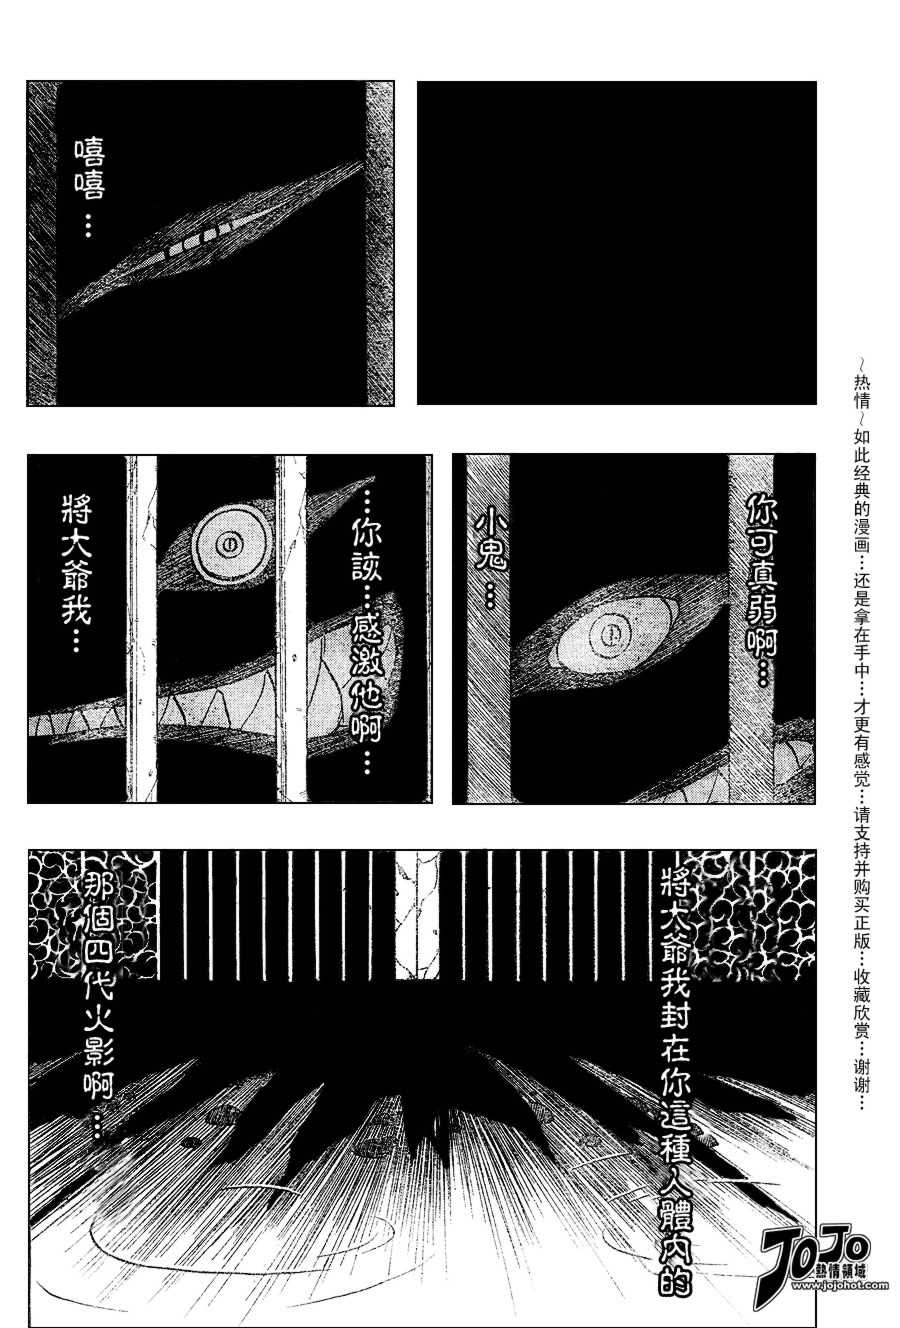 嘻嘻…
你可真弱啊…
小鬼…
…你該…感激他啊…
將大爺我…
將大爺我封在你這種人體內的
那個四代火影啊…
～热情～如此经典的漫画…还是拿在手中…才更有感觉…请支持并购买正版…收藏欣赏…谢谢…
JOJO
熱情領域
www.jojohot.com